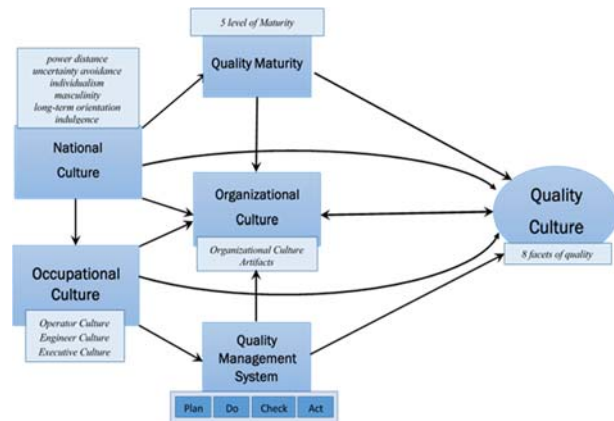 5 level of Maturity
Quality Maturity
power distance
uncertainty avoidance
individualism
masculinity
long-term orientation
indulgence
National
Culture
Organizational
Culture
Organizational Culture
Artifacts
Quality
Culture
8 facets of quality
Occupational
Culture
Operator Culture
Engineer Culture
Executive Culture
Quality
Management
System
Plan Do Check Act